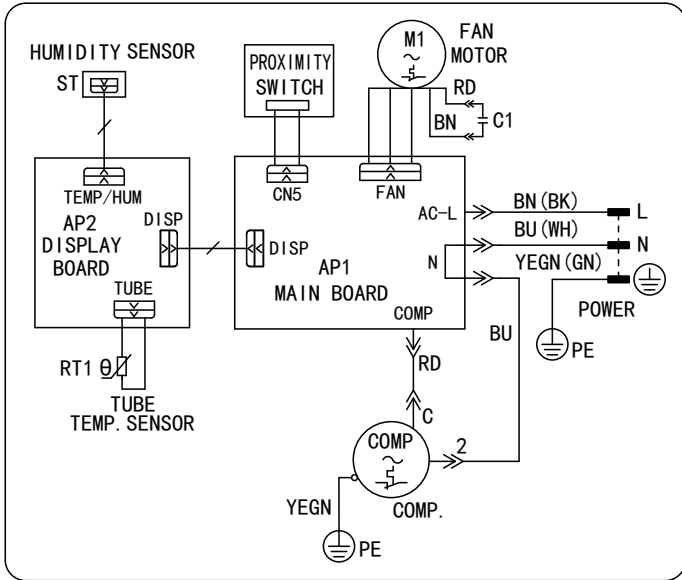 HUMIDITY SENSOR
ST
PROXIMITY
SWITCH
M1
FAN
MOTOR
RD
BN
C1
TEMP/HUM
CN5
FAN
AP2
DISPLAY
BOARD
DISP
DISP
TUBE
AP1
MAIN BOARD
AC-L
N
COMP
BN(BK)
L
BU(WH)
N
YEGN(GN)
POWER
PE
BU
RT1 θ
TUBE
TEMP. SENSOR
RD
C
COMP
2
COMP.
YEGN
PE